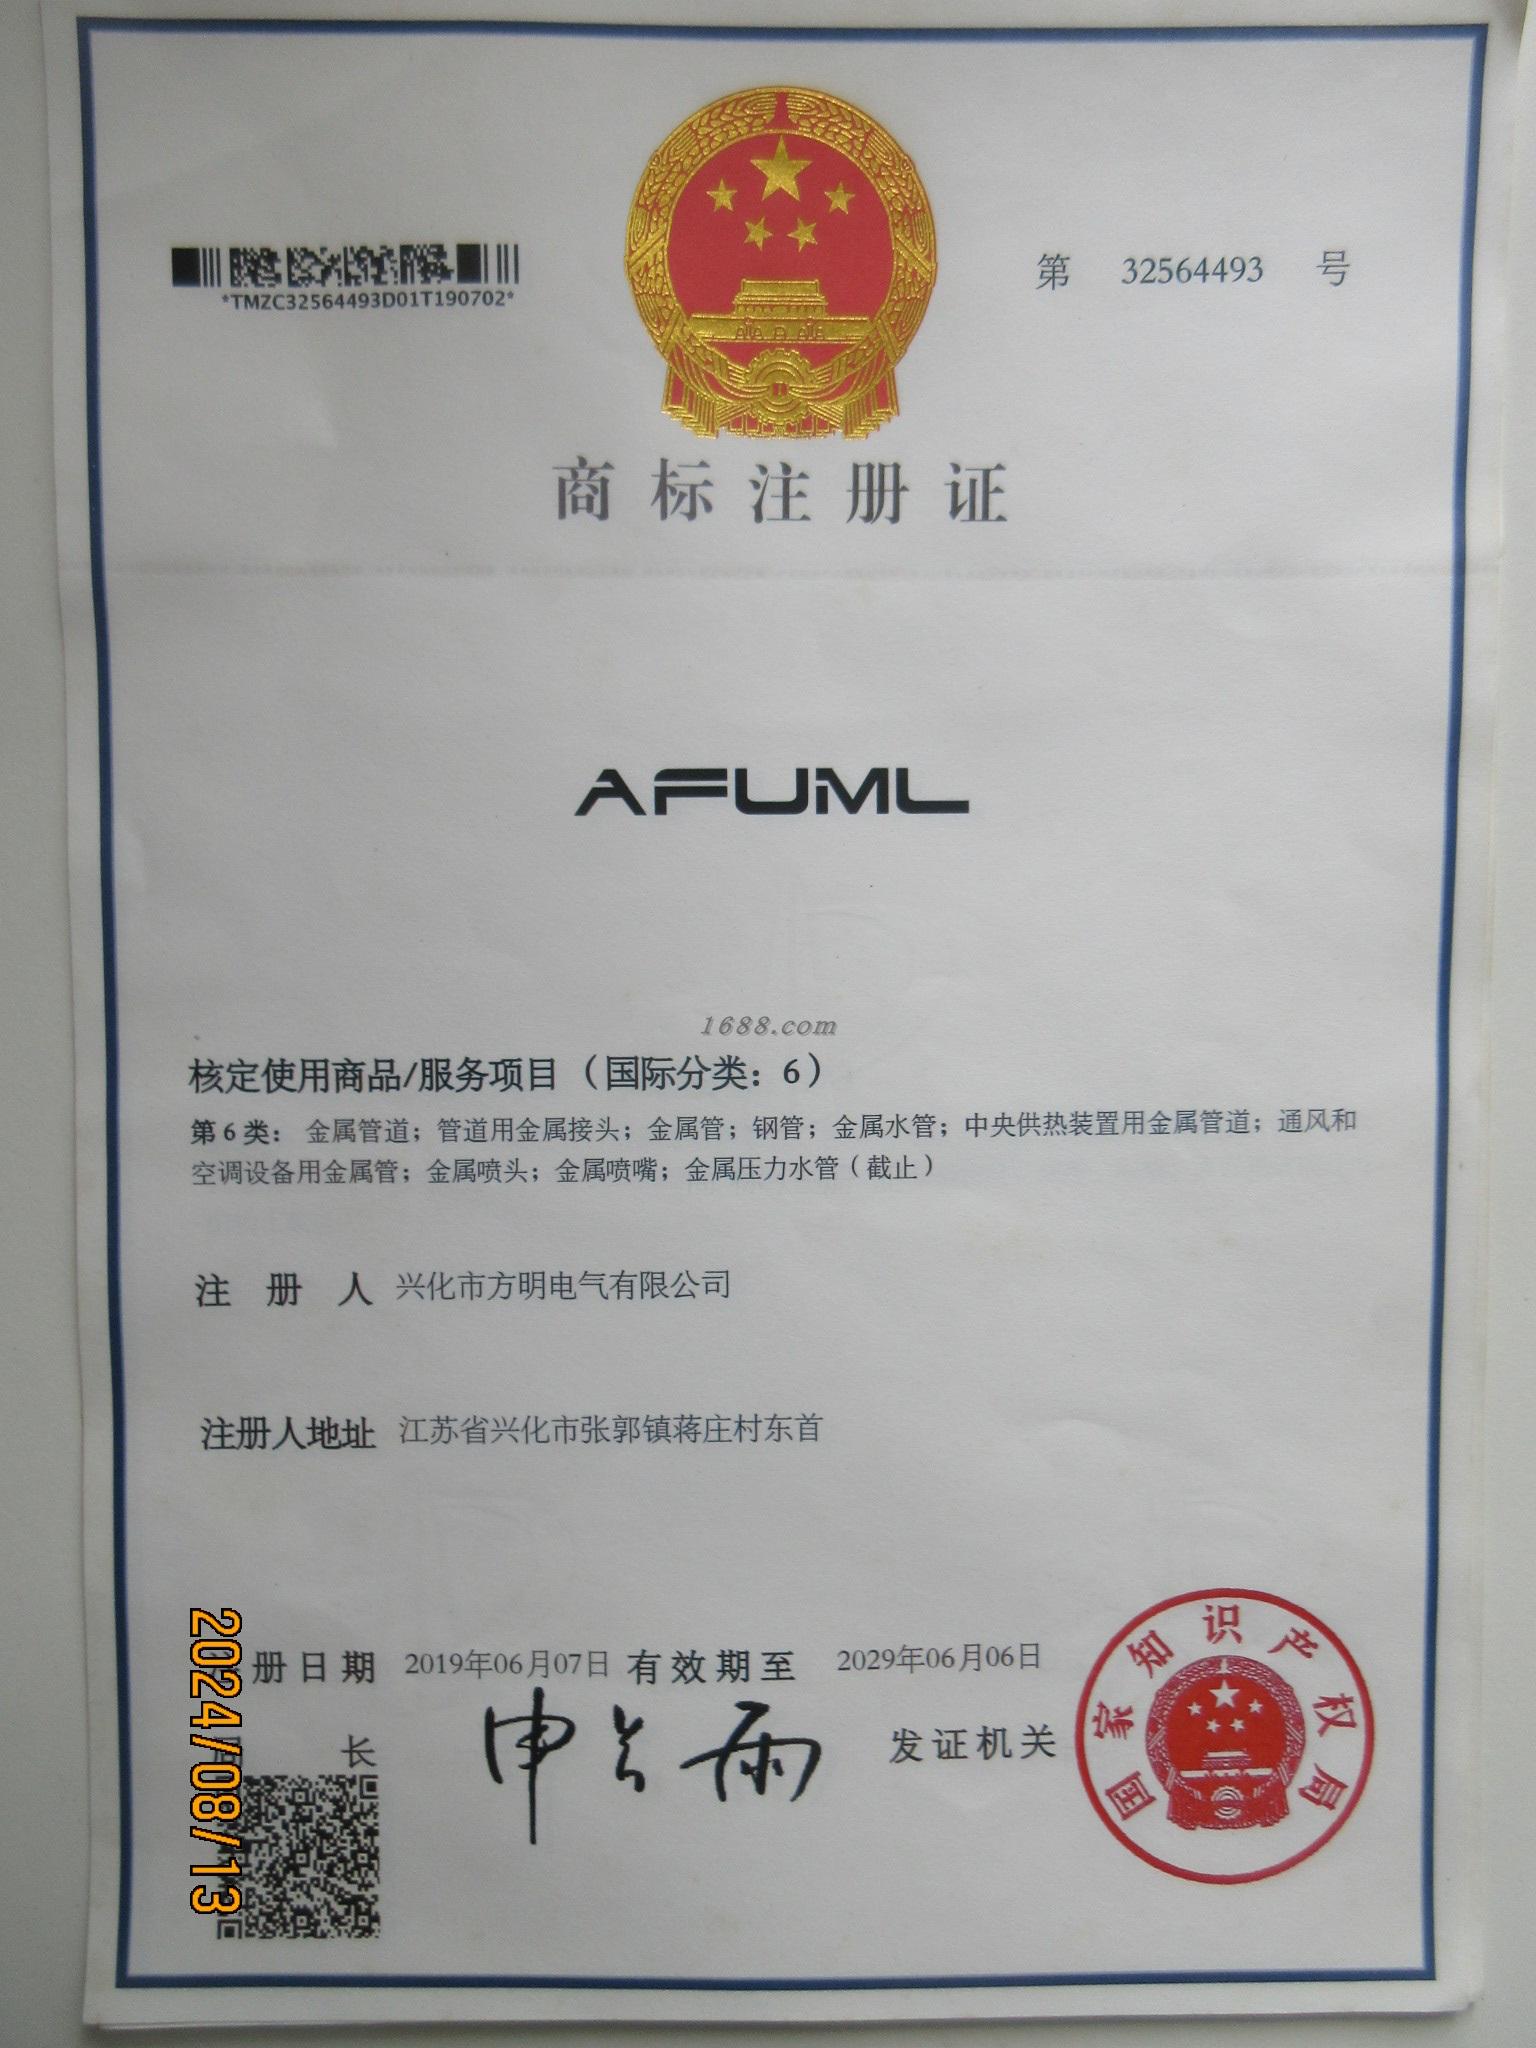 *TMZC32564493D01T190702*
第 32564493 号
商标注册证
AFUML
1688.com
核定使用商品/服务项目（国际分类：6）
第6类： 金属管道；管道用金属接头；金属管；钢管；金属水管；中央供热装置用金属管道；通风和
空调设备用金属管；金属喷头；金属喷嘴；金属压力水管（截止）
注册人 兴化市方明电气有限公司
注册人地址 江苏省兴化市张郭镇蒋庄村东首
注册日期 2019年06月07日 有效期至 2029年06月06日
局长 申长雨 发证机关
国家知识产权局
2024/08/13